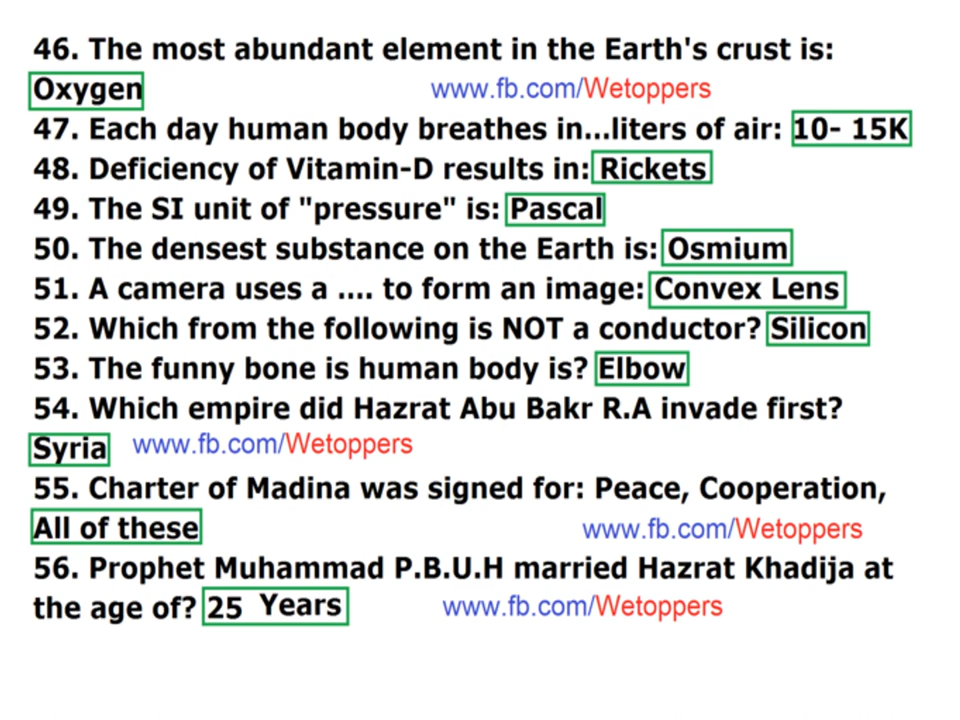 46. The most abundant element in the Earth's crust is:
Oxygen www.fb.com/Wetoppers
47. Each day human body breathes in...liters of air: 10- 15K
48. Deficiency of Vitamin-D results in: Rickets
49. The SI unit of "pressure" is: Pascal
50. The densest substance on the Earth is: Osmium
51. A camera uses a .... to form an image: Convex Lens
52. Which from the following is NOT a conductor? Silicon
53. The funny bone is human body is? Elbow
54. Which empire did Hazrat Abu Bakr R.A invade first?
Syria www.fb.com/Wetoppers
55. Charter of Madina was signed for: Peace, Cooperation,
All of these www.fb.com/Wetoppers
56. Prophet Muhammad P.B.U.H married Hazrat Khadija at
the age of? 25 Years www.fb.com/Wetoppers